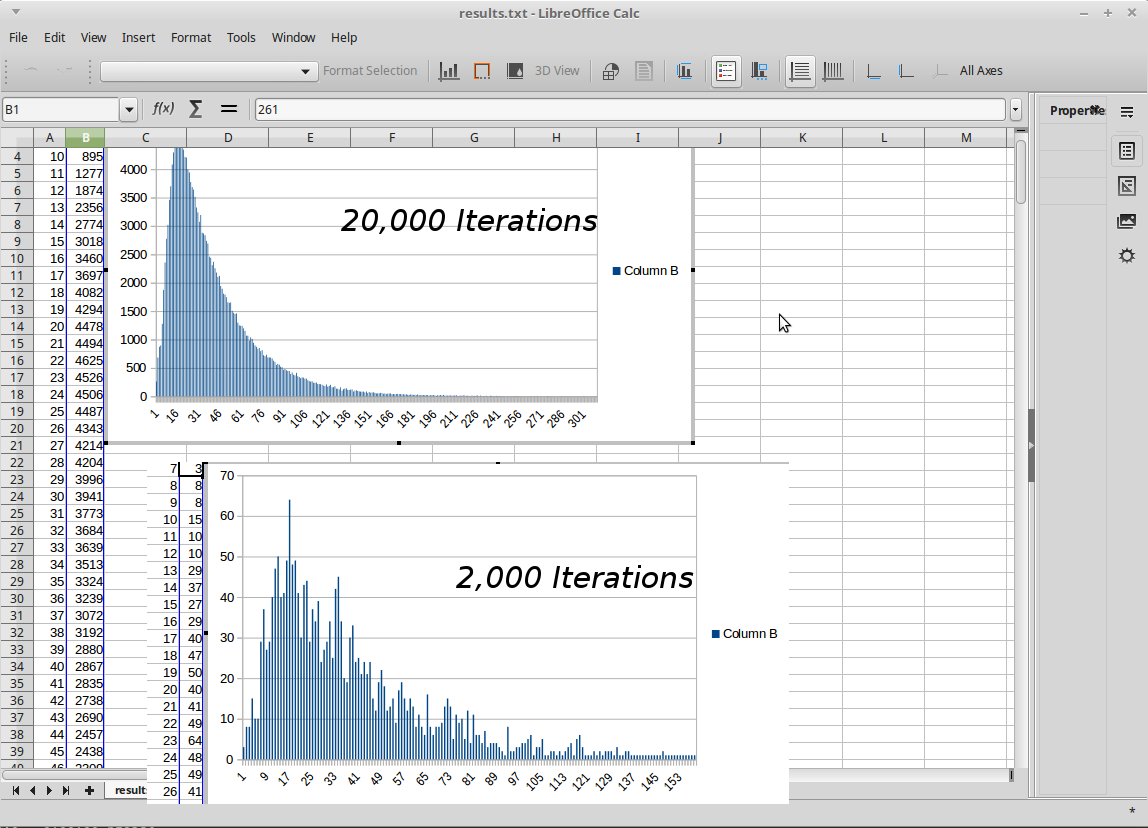 results.txt - LibreOffice Calc
File Edit View Insert Format Tools Window Help
Format Selection 3D View All Axes
B1 f(x) Σ = 261
Properties
A B C D E F G H I J K L M
4 10 895
5 11 1277
6 12 1874
7 13 2356
8 14 2774
9 15 3018
10 16 3460
11 17 3697
12 18 4082
13 19 4294
14 20 4478
15 21 4494
16 22 4625
17 23 4526
18 24 4506
19 25 4487
20 26 4343
21 27 4214
22 28 4204
23 29 3996
24 30 3941
25 31 3773
26 32 3684
27 33 3639
28 34 3513
29 35 3324
30 36 3239
31 37 3072
32 38 3192
33 39 2880
34 40 2867
35 41 2835
36 42 2738
37 43 2690
38 44 2457
39 45 2438
4000
3500
3000
2500
2000
1500
1000
500
0
20,000 Iterations
Column B
1 16 31 46 61 76 91 106 121 136 151 166 181 196 211 226 241 256 271 286 301
7 3
8 8
9 8
10 15
11 10
12 10
13 29
14 37
15 27
16 29
17 40
18 47
19 50
20 40
21 41
22 49
23 64
24 48
25 49
26 41
70
60
50
40
30
20
10
0
2,000 Iterations
Column B
1 9 17 25 33 41 49 57 65 73 81 89 97 105 113 121 129 137 145 153
results
*